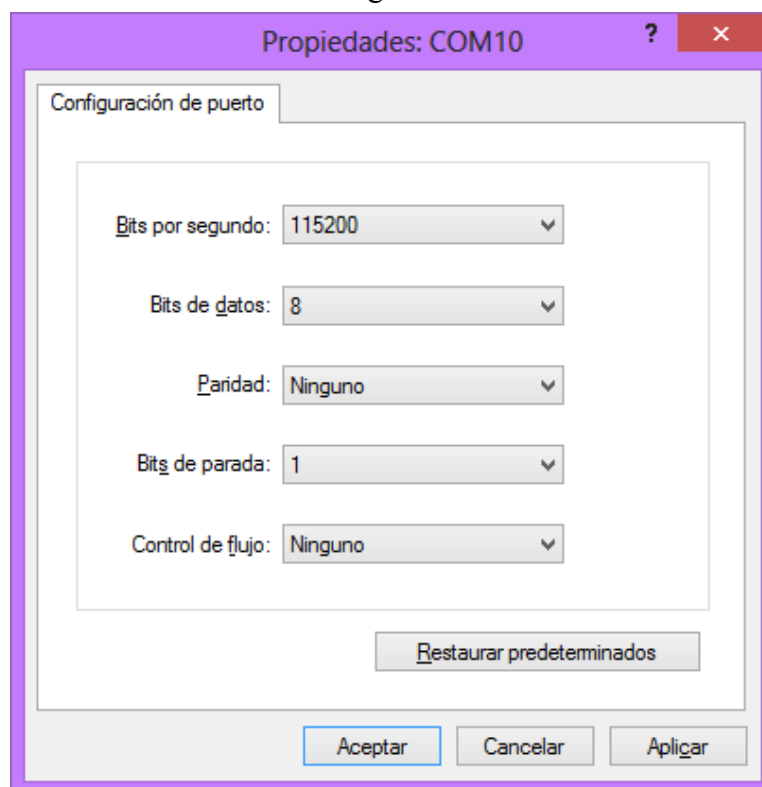 Propiedades: COM10 ? ×
Configuración de puerto
Bits por segundo: 115200
Bits de datos: 8
Paridad: Ninguno
Bits de parada: 1
Control de flujo: Ninguno
Restaurar predeterminados
Aceptar Cancelar Aplicar